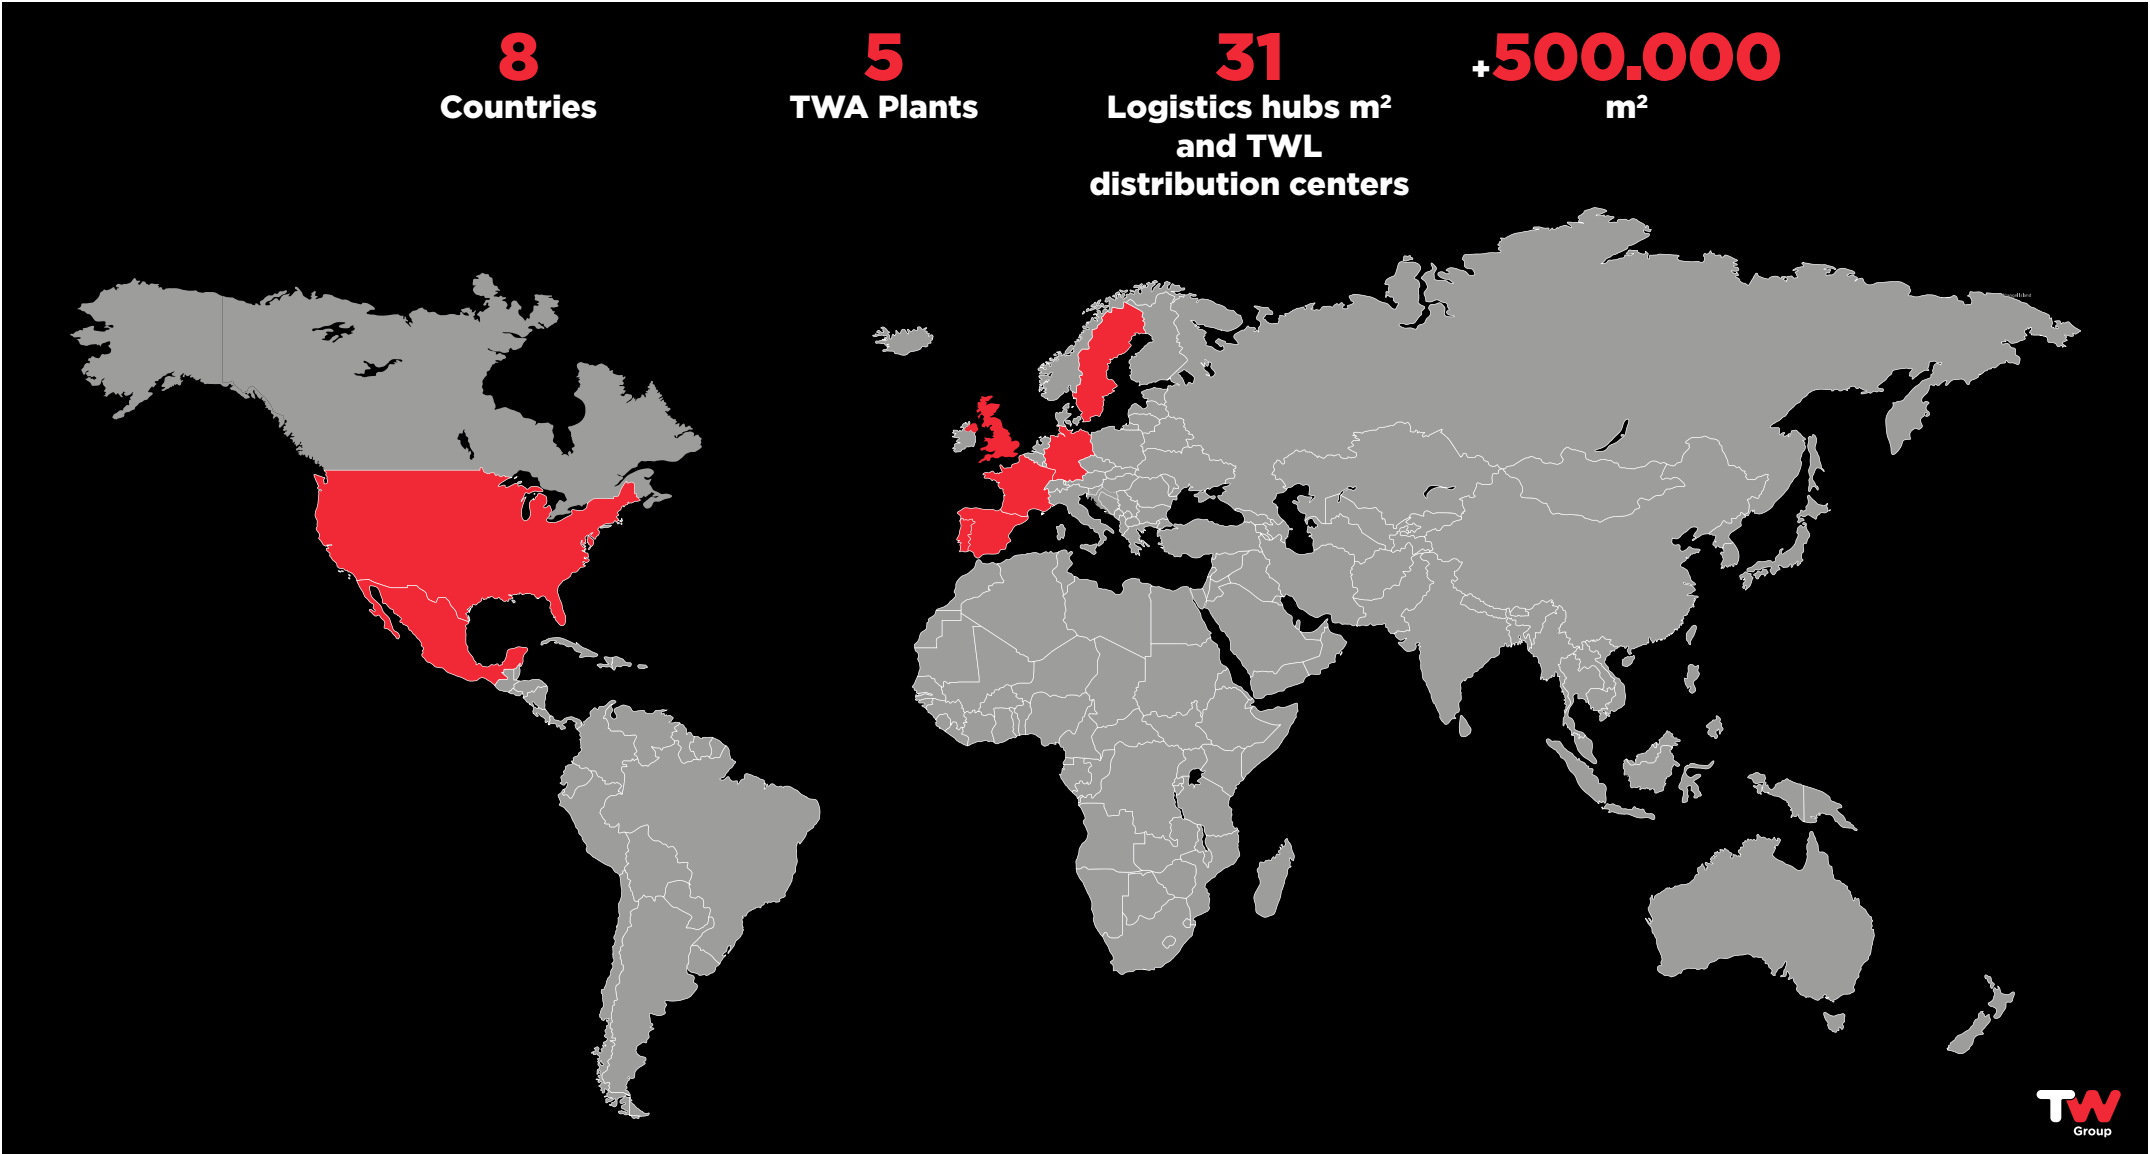 8
Countries
5
TWA Plants
31
Logistics hubs m²
and TWL
distribution centers
+500.000
m²
TW
Group